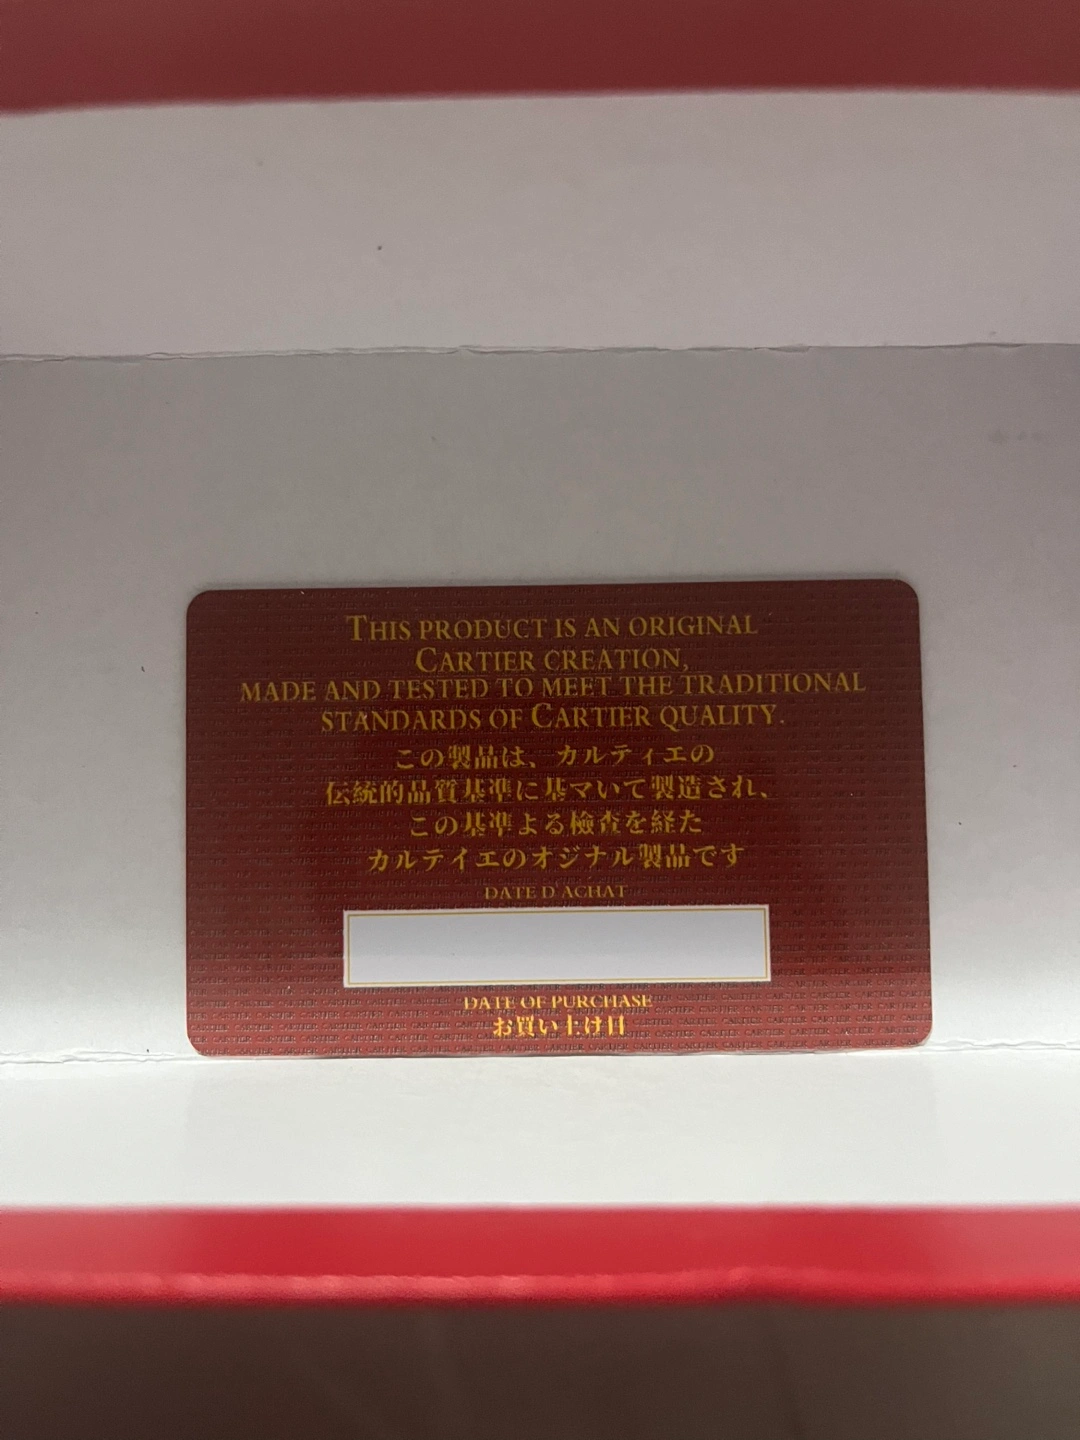 THIS PRODUCT IS AN ORIGINAL
CARTIER CREATION,
MADE AND TESTED TO MEET THE TRADITIONAL
STANDARDS OF CARTIER QUALITY.
この製品は、カルティエの
伝統的品質基準に基マいて製造され、
この基準よる検査を経た
カルテイエのオジナル製品です
DATE D ACHAT
DATE OF PURCHASE
お買い上け日